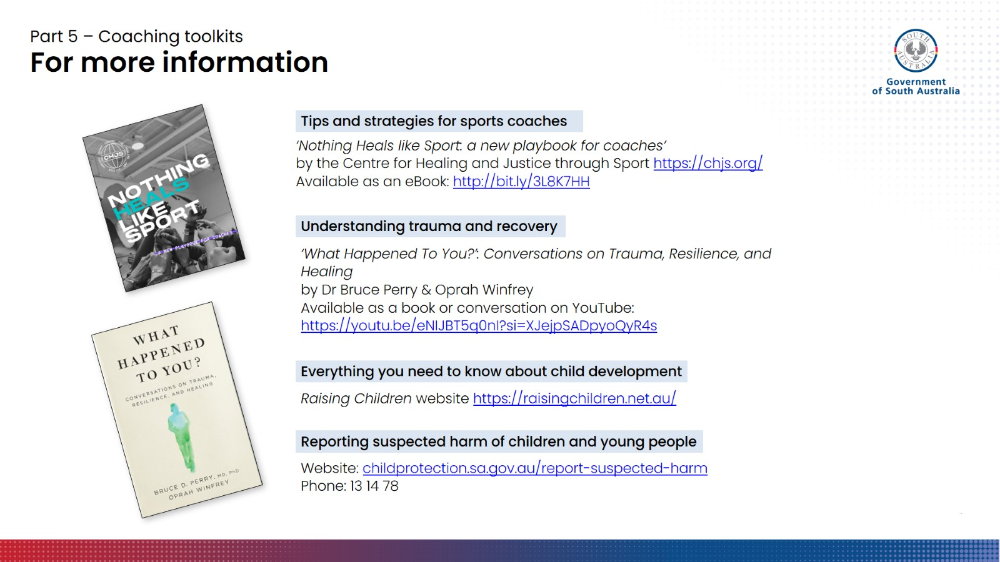 Part 5 – Coaching toolkits
For more information
SOUTH AUSTRALIA
Government
of South Australia
CHJS
NOTHING
HEALS
LIKE
SPORT
A NEW PLAYBOOK FOR COACHES
WHAT
HAPPENED
TO YOU?
CONVERSATIONS ON TRAUMA,
RESILIENCE, AND HEALING
BRUCE D. PERRY, MD, PhD
OPRAH WINFREY
Tips and strategies for sports coaches
‘Nothing Heals like Sport: a new playbook for coaches’
by the Centre for Healing and Justice through Sport https://chjs.org/
Available as an eBook: http://bit.ly/3L8K7HH
Understanding trauma and recovery
‘What Happened To You?’: Conversations on Trauma, Resilience, and
Healing
by Dr Bruce Perry & Oprah Winfrey
Available as a book or conversation on YouTube:
https://youtu.be/eNIJBT5q0nI?si=XJejpSADpyoQyR4s
Everything you need to know about child development
Raising Children website https://raisingchildren.net.au/
Reporting suspected harm of children and young people
Website: childprotection.sa.gov.au/report-suspected-harm
Phone: 13 14 78